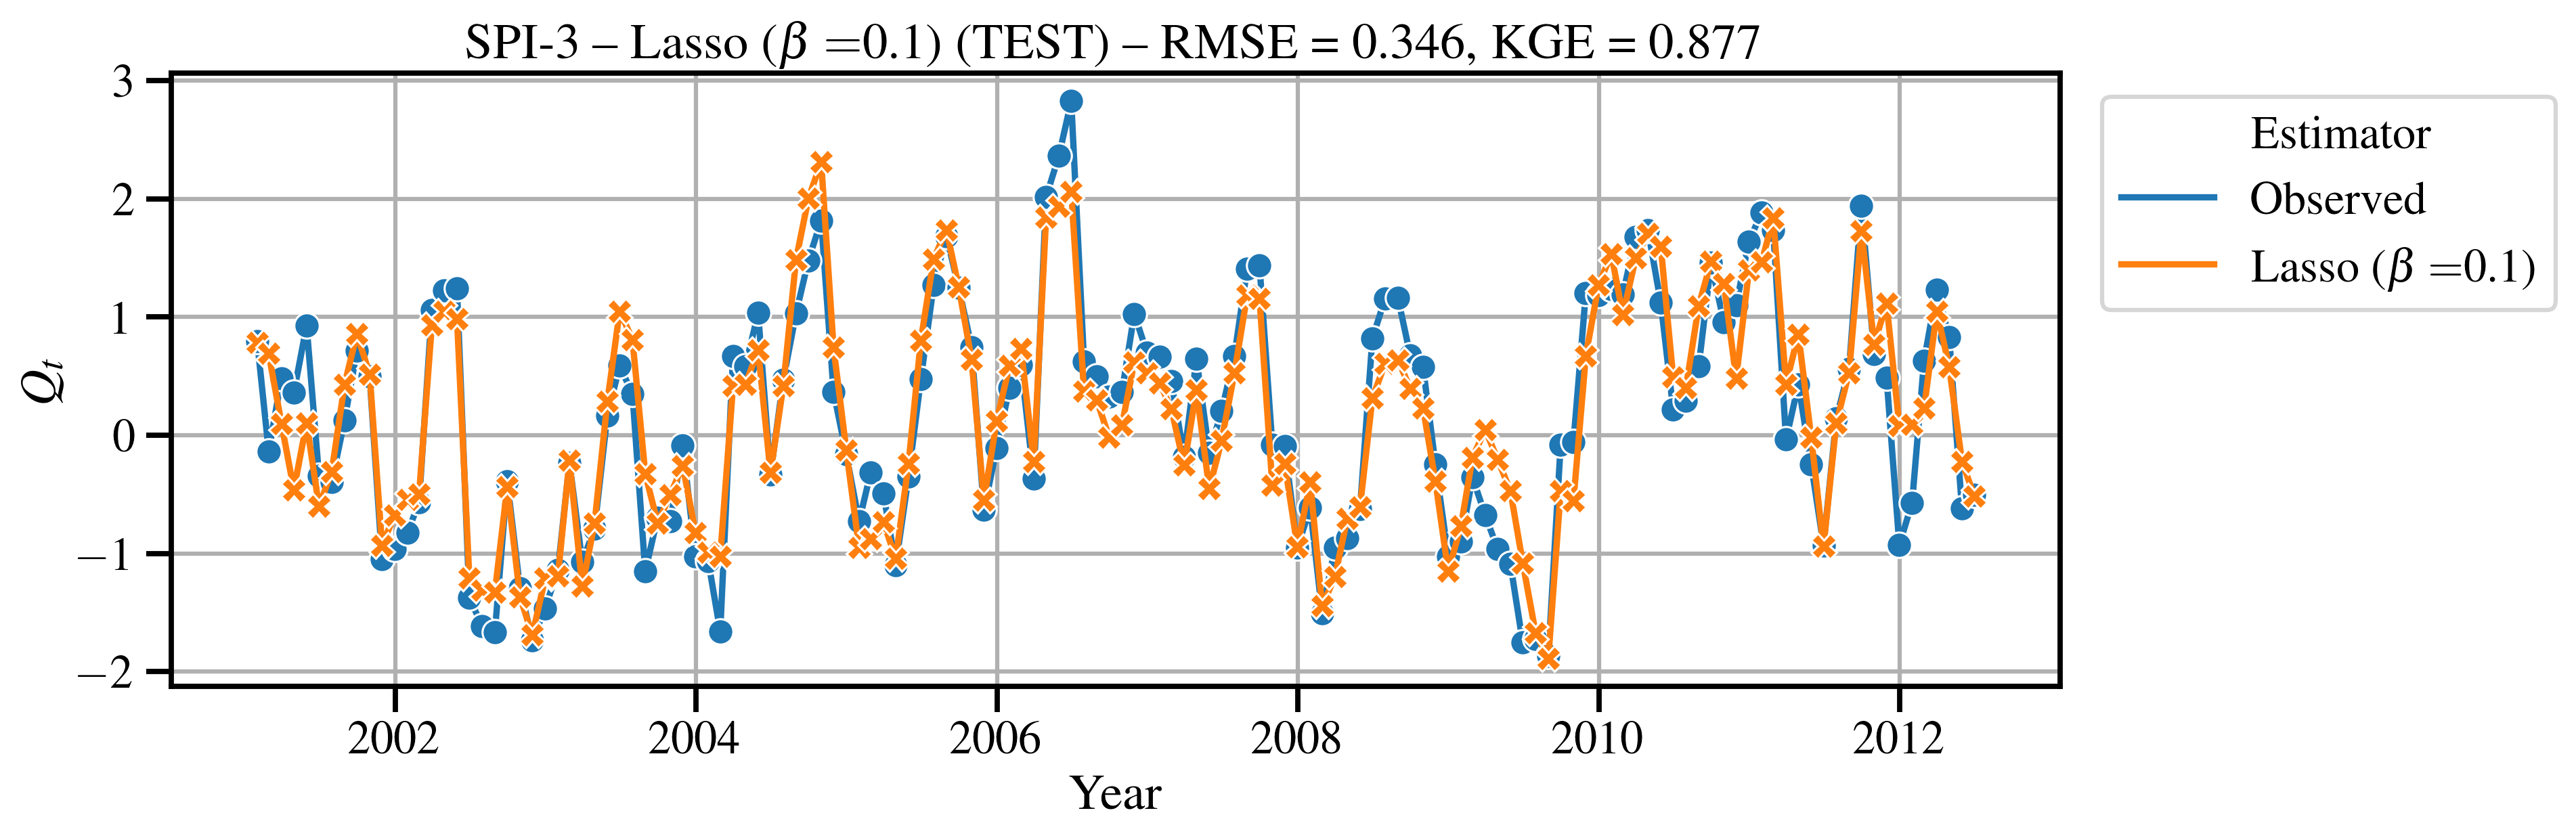 SPI-3 – Lasso (β =0.1) (TEST) – RMSE = 0.346, KGE = 0.877
3
2
1
0
−1
−2
Q_t
2002 2004 2006 2008 2010 2012
Year
Estimator
Observed
Lasso (β =0.1)